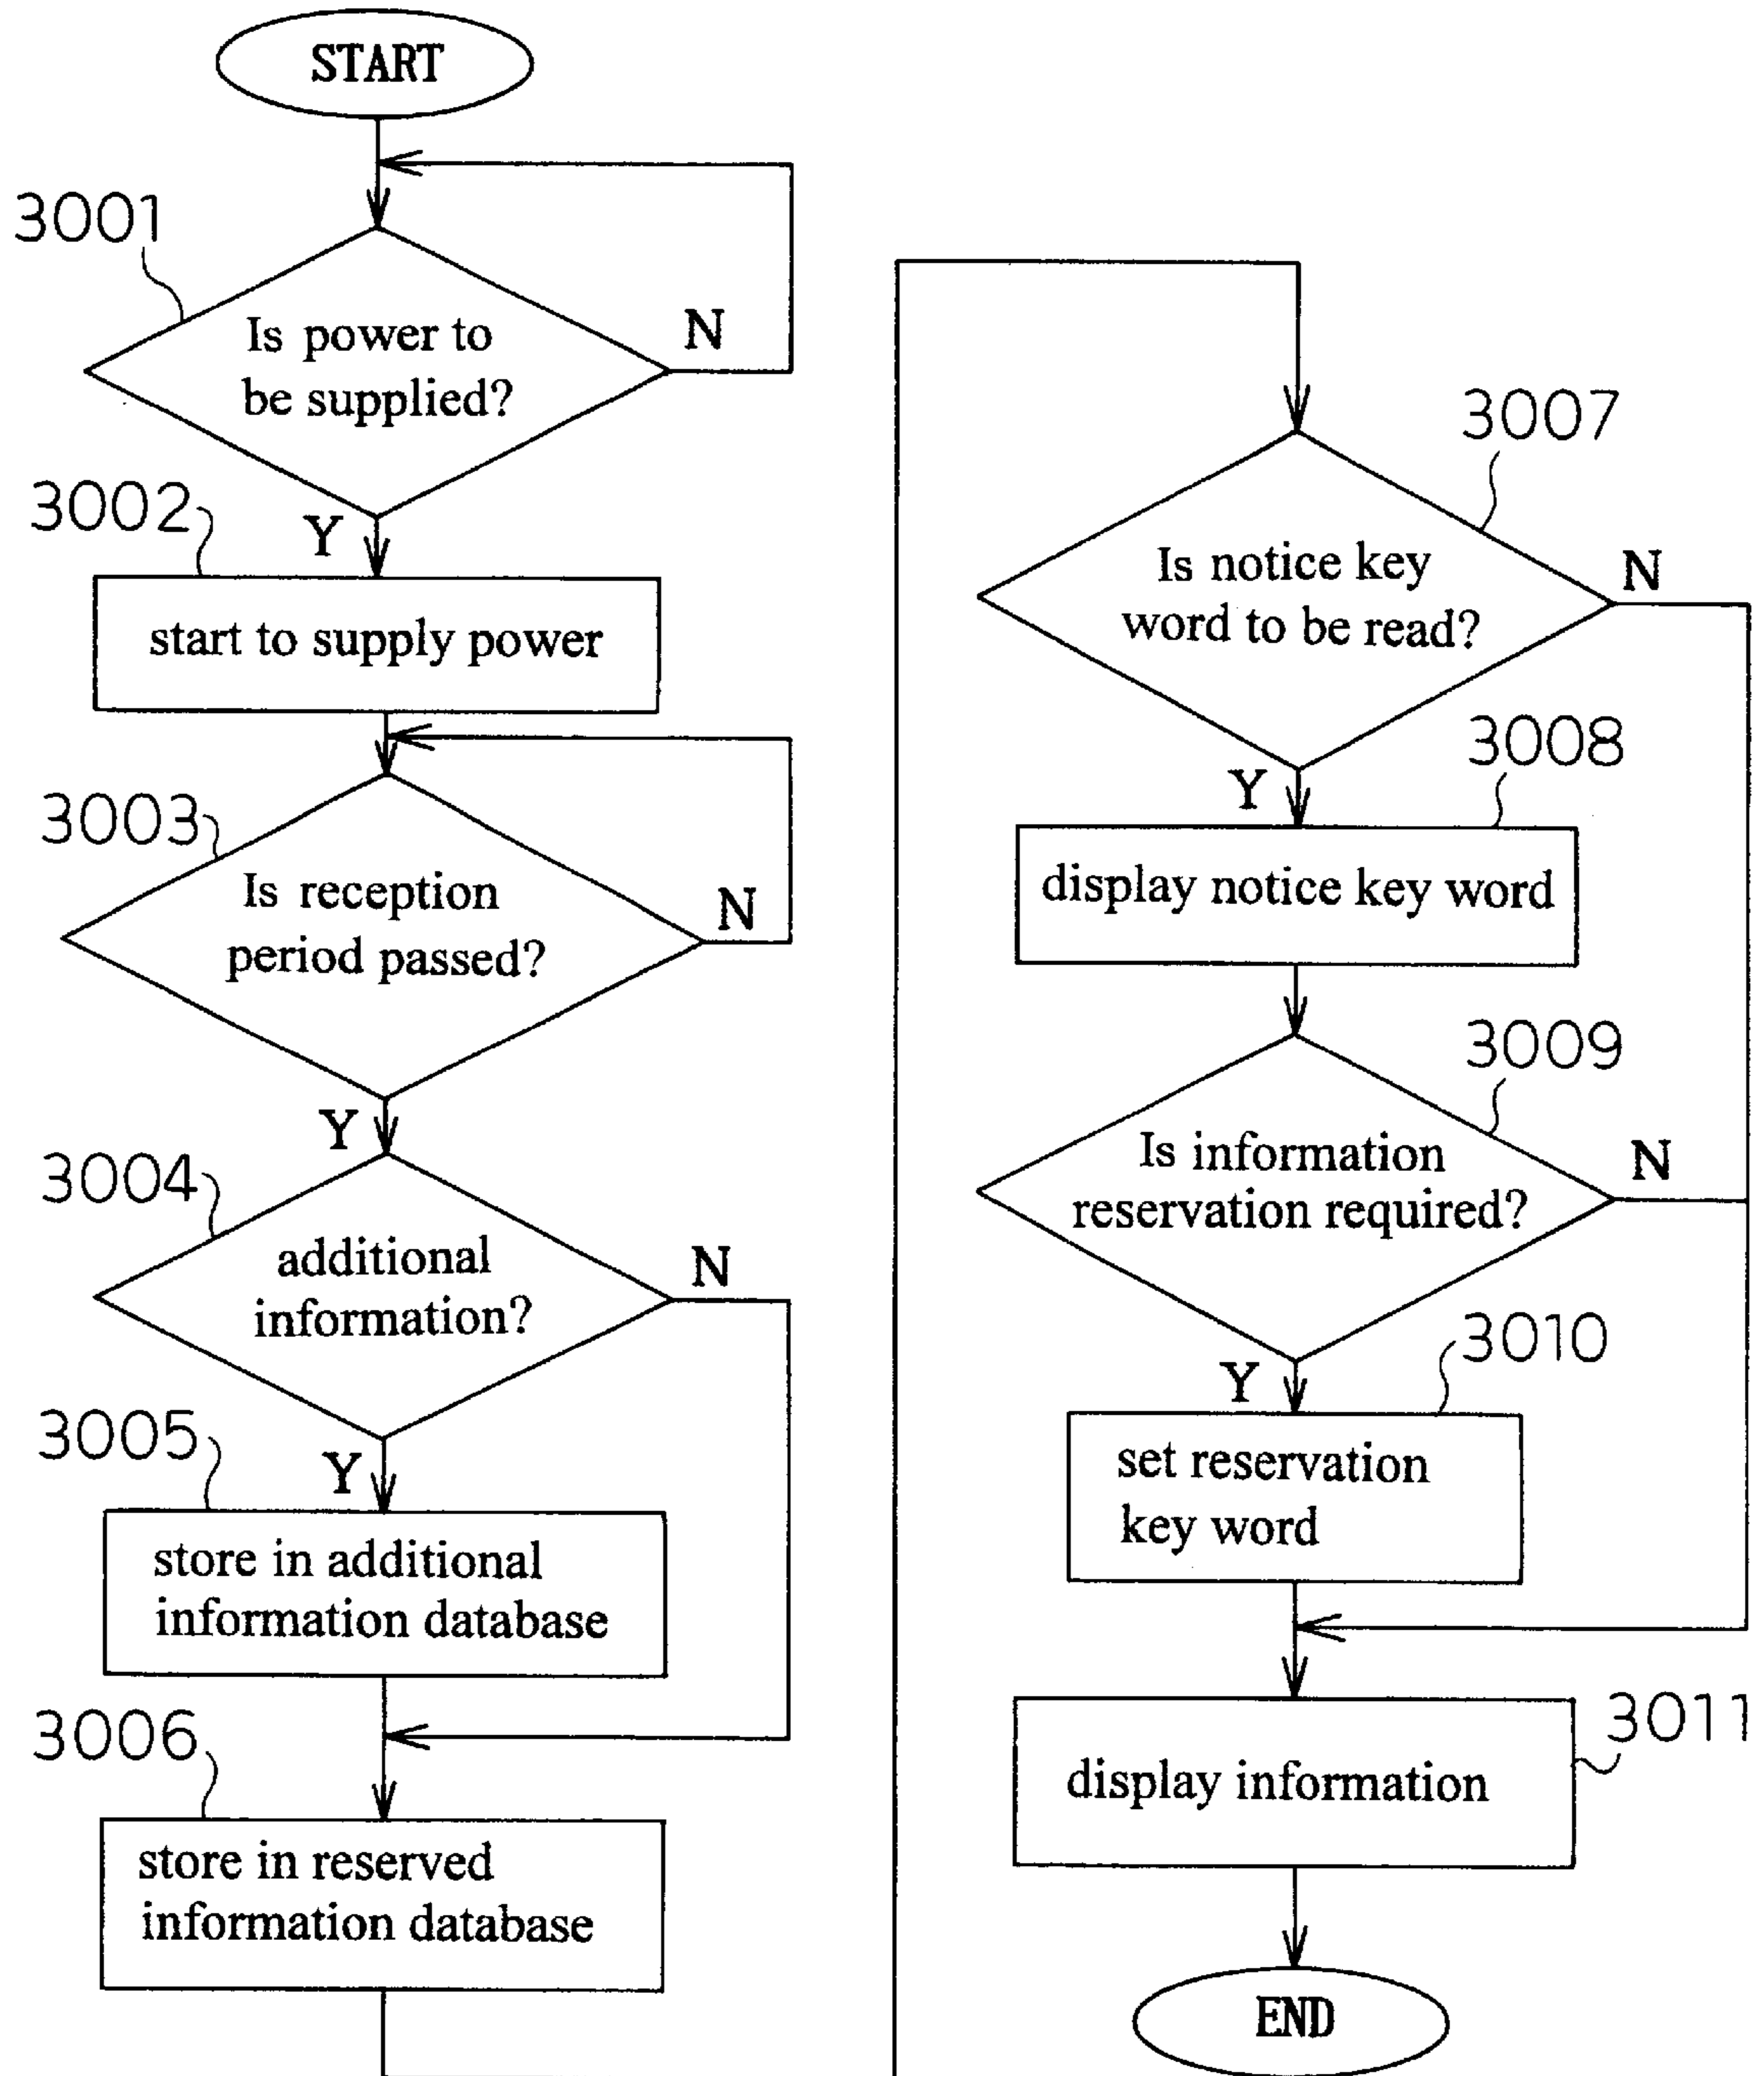 START
3001
Is power to
be supplied?
N
Y
3002
start to supply power
3003
Is reception
period passed?
N
Y
3004
additional
information?
N
Y
3005
store in additional
information database
3006
store in reserved
information database
3007
Is notice key
word to be read?
N
Y
3008
display notice key word
3009
Is information
reservation required?
N
Y
3010
set reservation
key word
3011
display information
END